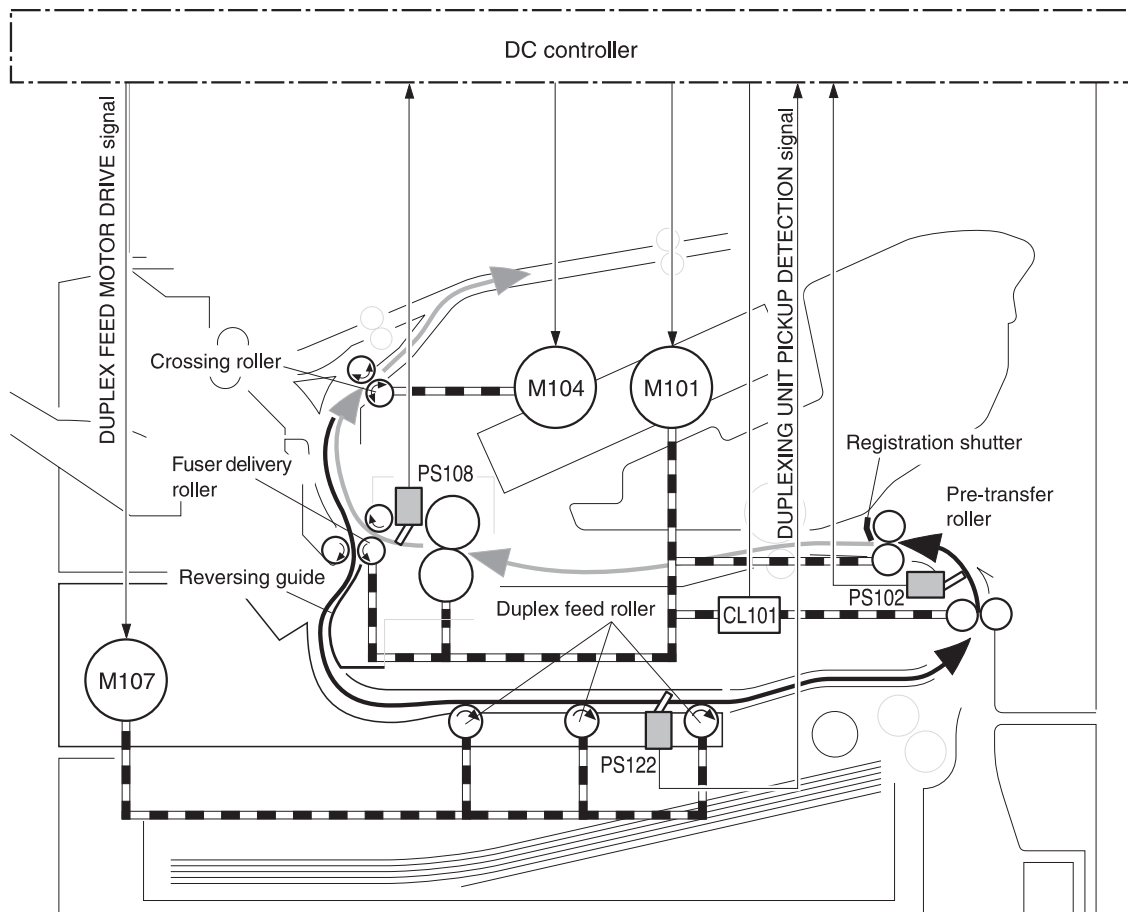 DC controller
DUPLEX FEED MOTOR DRIVE signal
DUPLEXING UNIT PICKUP DETECTION signal
Crossing roller
M104
M101
Registration shutter
Fuser delivery
roller
PS108
Pre-transfer
roller
Reversing guide
PS102
Duplex feed roller
CL101
M107
PS122